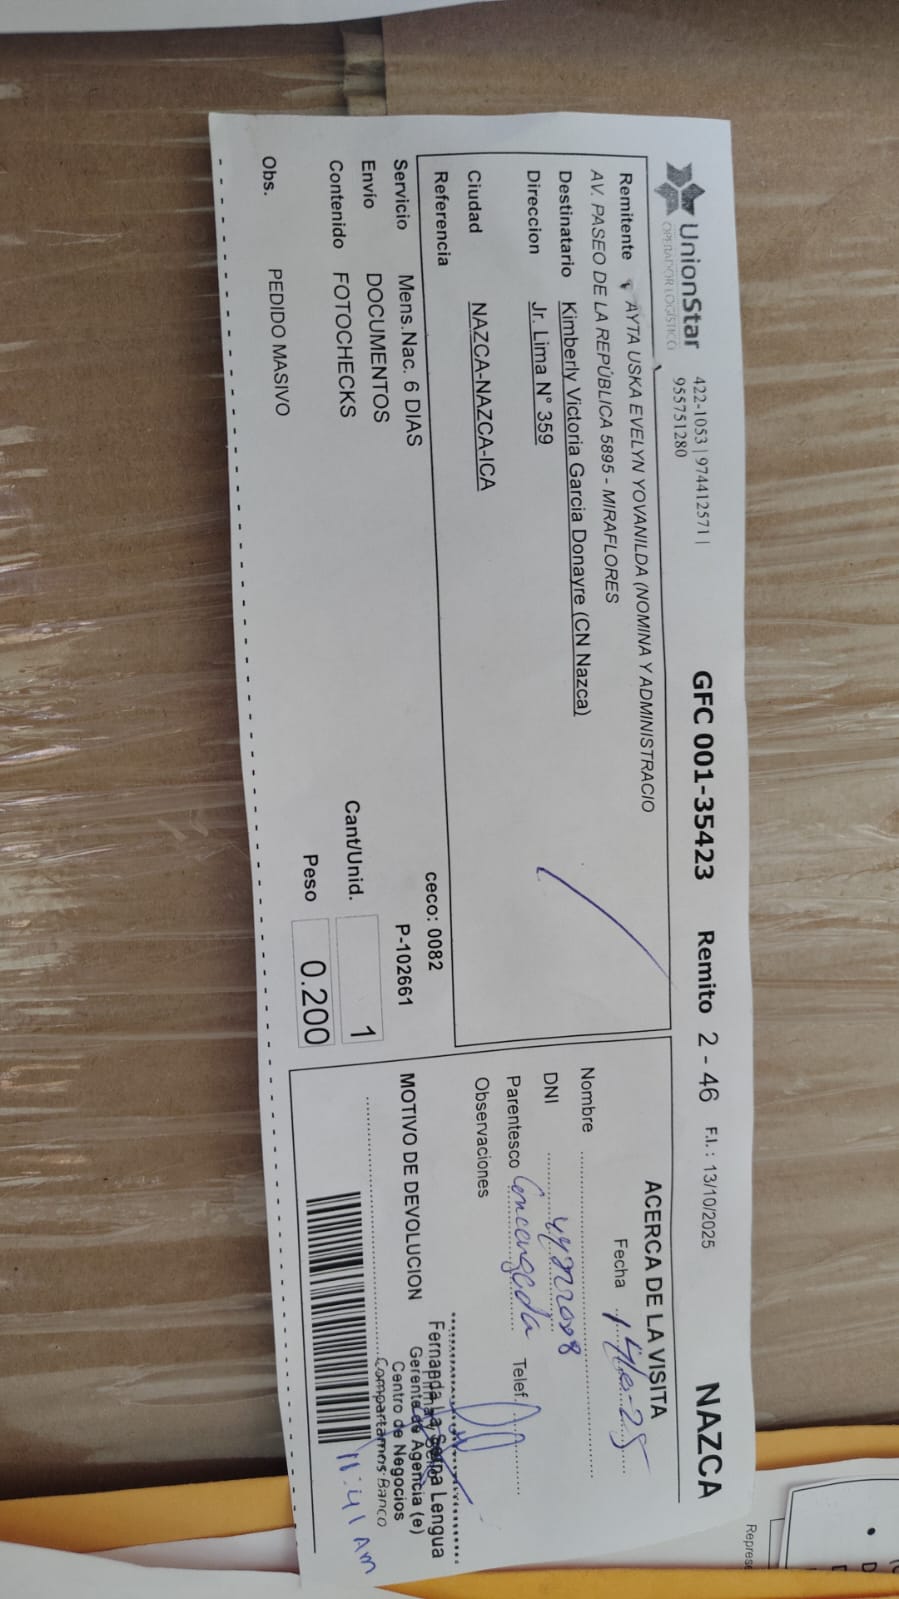 UnionStar
OPERADOR LOGÍSTICO
422-1053 | 974412571 |
955751280
GFC 001-35423
Remito 2 - 46
F.I.: 13/10/2025
NAZCA
Remitente AYTA USKA EVELYN YOVANILDA (NOMINA Y ADMINISTRACIO
AV. PASEO DE LA REPÚBLICA 5895 - MIRAFLORES
Destinatario Kimberly Victoria Garcia Donayre (CN Nazca)
Direccion Jr. Lima N° 359
Ciudad NAZCA-NAZCA-ICA
Referencia
ceco: 0082
Servicio Mens.Nac. 6 DIAS
P-102661
Envío DOCUMENTOS
Cant/Unid. 1
Contenido FOTOCHECKS
Peso 0.200
Obs. PEDIDO MASIVO
ACERCA DE LA VISITA
Fecha
Nombre
DNI
Parentesco Telef
Observaciones
MOTIVO DE DEVOLUCION
Fernanda La Lengua
Gerente de Agencia (e)
Centro de Negocios
Compartamos Banco
11:41 Am
Represe